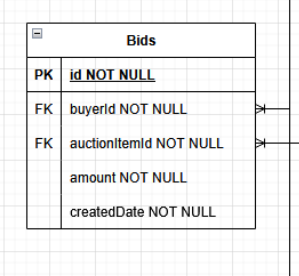 Bids
PK id NOT NULL
FK buyerId NOT NULL
FK auctionItemId NOT NULL
amount NOT NULL
createdDate NOT NULL